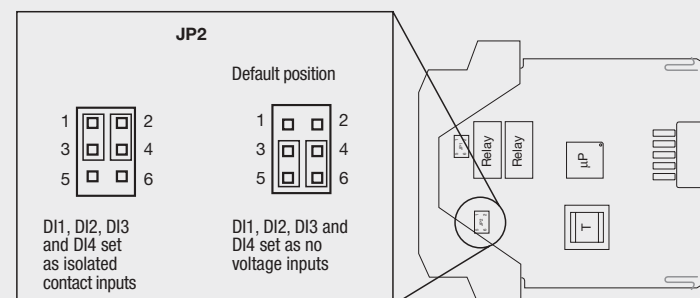 JP2
Default position
1 2
3 4
5 6
1 2
3 4
5 6
DI1, DI2, DI3
and DI4 set
as isolated
contact inputs
DI1, DI2, DI3 and
DI4 set as no
voltage inputs
Relay
Relay
µP
T
JP2